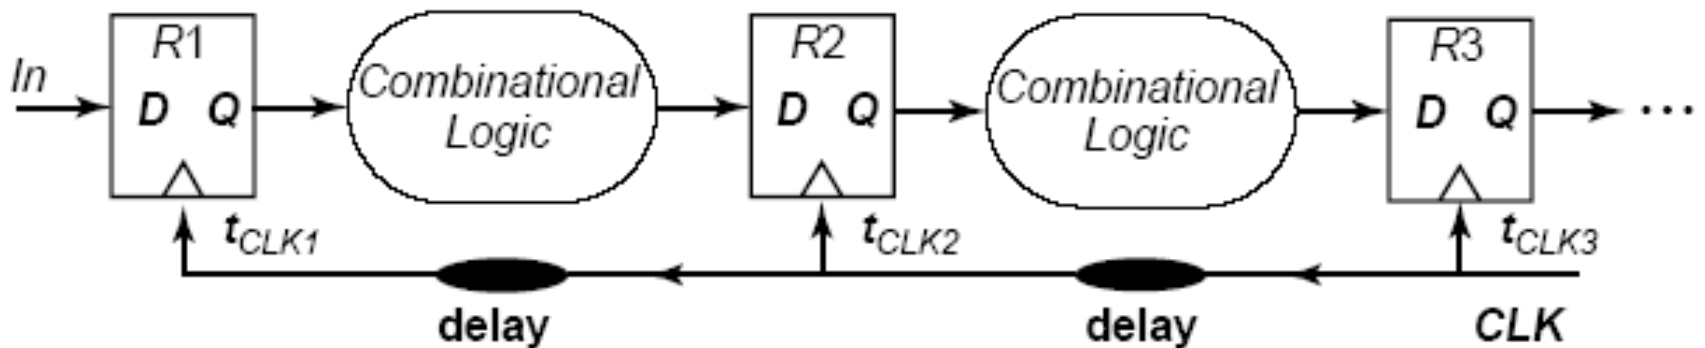 R1
R2
R3
In
Combinational
Logic
Combinational
Logic
D Q
D Q
D Q
...
tCLK1
tCLK2
tCLK3
delay
delay
CLK